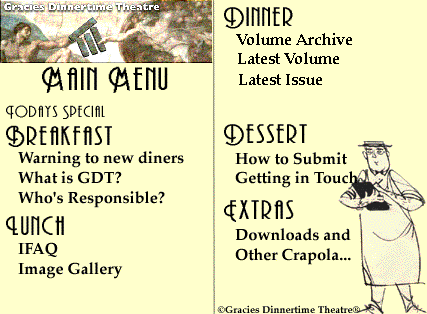 Gracies Dinnertime Theatre
Main Menu
Todays Special
Breakfast
Warning to new diners
What is GDT?
Who's Responsible?
Lunch
IFAQ
Image Gallery
Dinner
Volume Archive
Latest Volume
Latest Issue
Dessert
How to Submit
Getting in Touch
Extras
Downloads and
Other Crapola...
©Gracies Dinnertime Theatre®